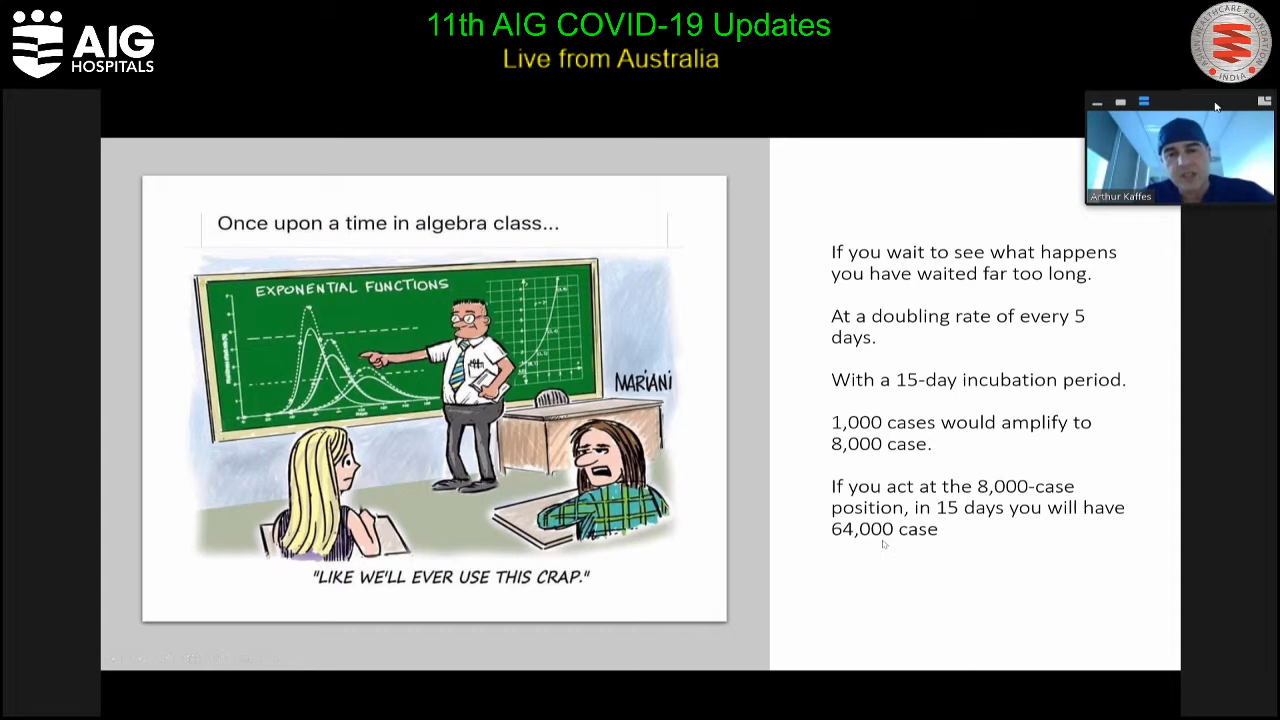 11th AIG COVID-19 Updates
Live from Australia
AIG
HOSPITALS
ASIAN HEALTHCARE FOUNDATION
INDIA
Arthur Kaffes
Once upon a time in algebra class...
EXPONENTIAL FUNCTIONS
MARIANI
"LIKE WE'LL EVER USE THIS CRAP."
If you wait to see what happens
you have waited far too long.
At a doubling rate of every 5
days.
With a 15-day incubation period.
1,000 cases would amplify to
8,000 case.
If you act at the 8,000-case
position, in 15 days you will have
64,000 case